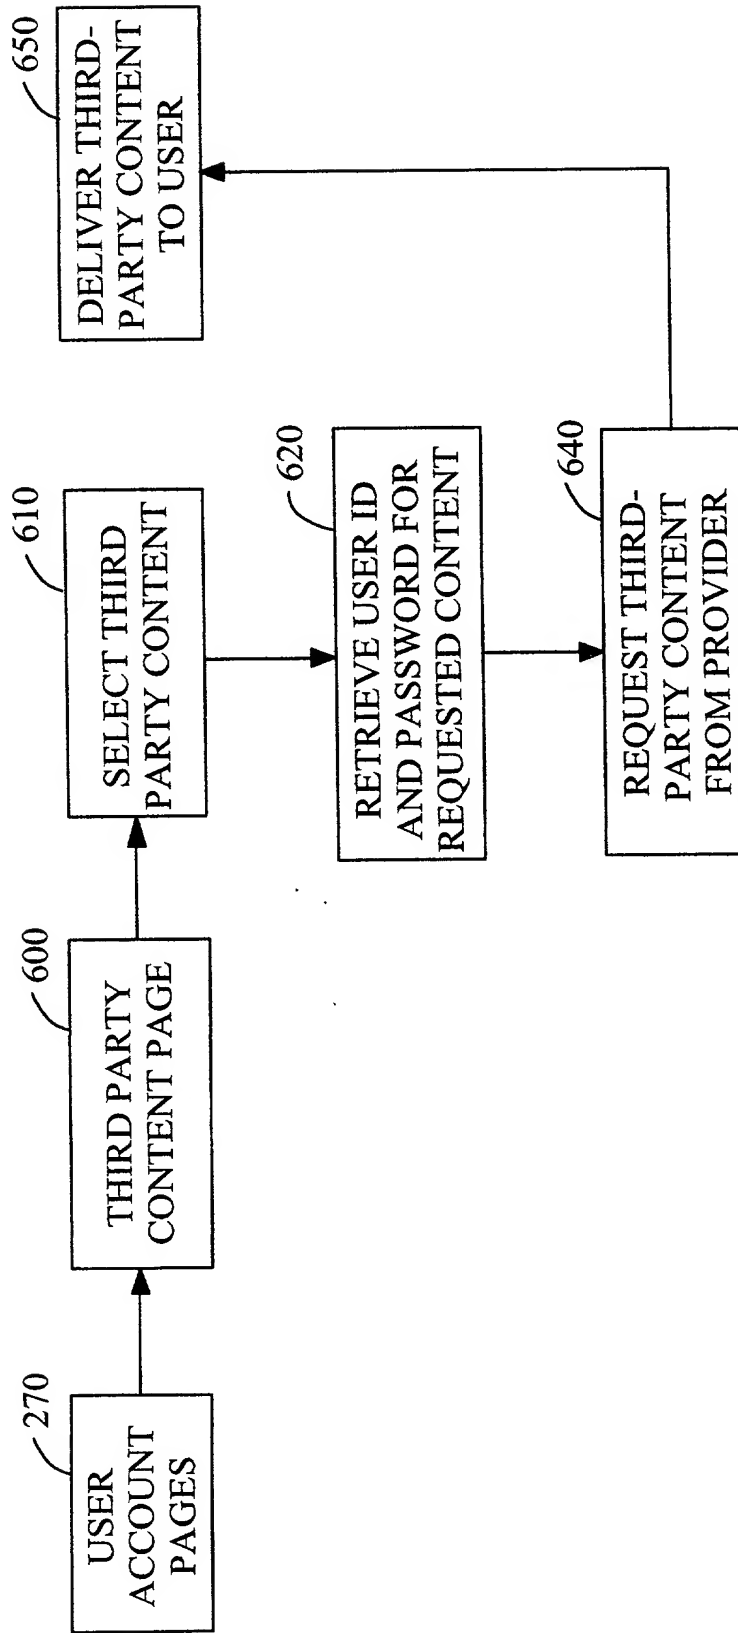 270
USER
ACCOUNT
PAGES
600
THIRD PARTY
CONTENT PAGE
610
SELECT THIRD
PARTY CONTENT
620
RETRIEVE USER ID
AND PASSWORD FOR
REQUESTED CONTENT
640
REQUEST THIRD-
PARTY CONTENT
FROM PROVIDER
650
DELIVER THIRD-
PARTY CONTENT
TO USER